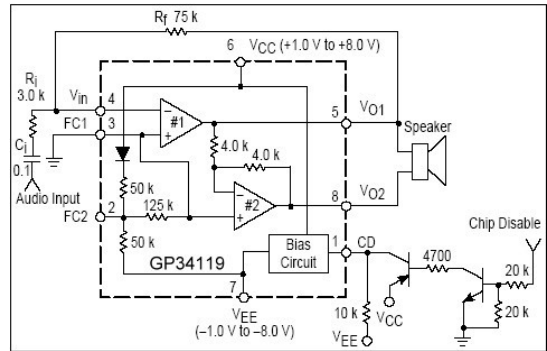 Rf 75 k
6 VCC (+1.0 V to +8.0 V)
Ri
3.0 k
Vin
4
FC1
3
#1
5
VO1
Speaker
Ci
0.1
Audio Input
4.0 k
4.0 k
50 k
FC2
2
125 k
#2
8
VO2
50 k
Bias
Circuit
1
CD
Chip Disable
GP34119
4700
20 k
20 k
7
VEE
(–1.0 V to –8.0 V)
10 k
VCC
VEE